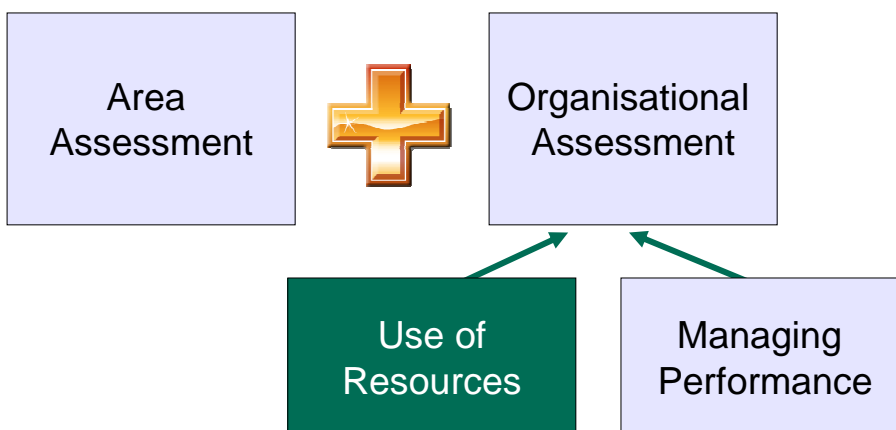 Area
Assessment
Organisational
Assessment
Use of
Resources
Managing
Performance